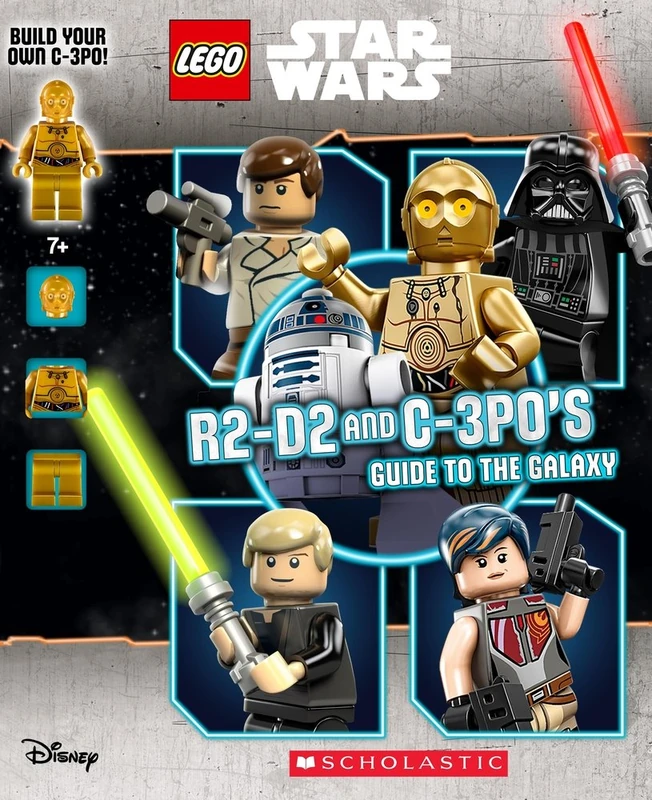 BUILD YOUR
OWN C-3PO!
LEGO
STAR
WARS
7+
R2-D2 AND C-3PO'S
GUIDE TO THE GALAXY
Disney
SCHOLASTIC